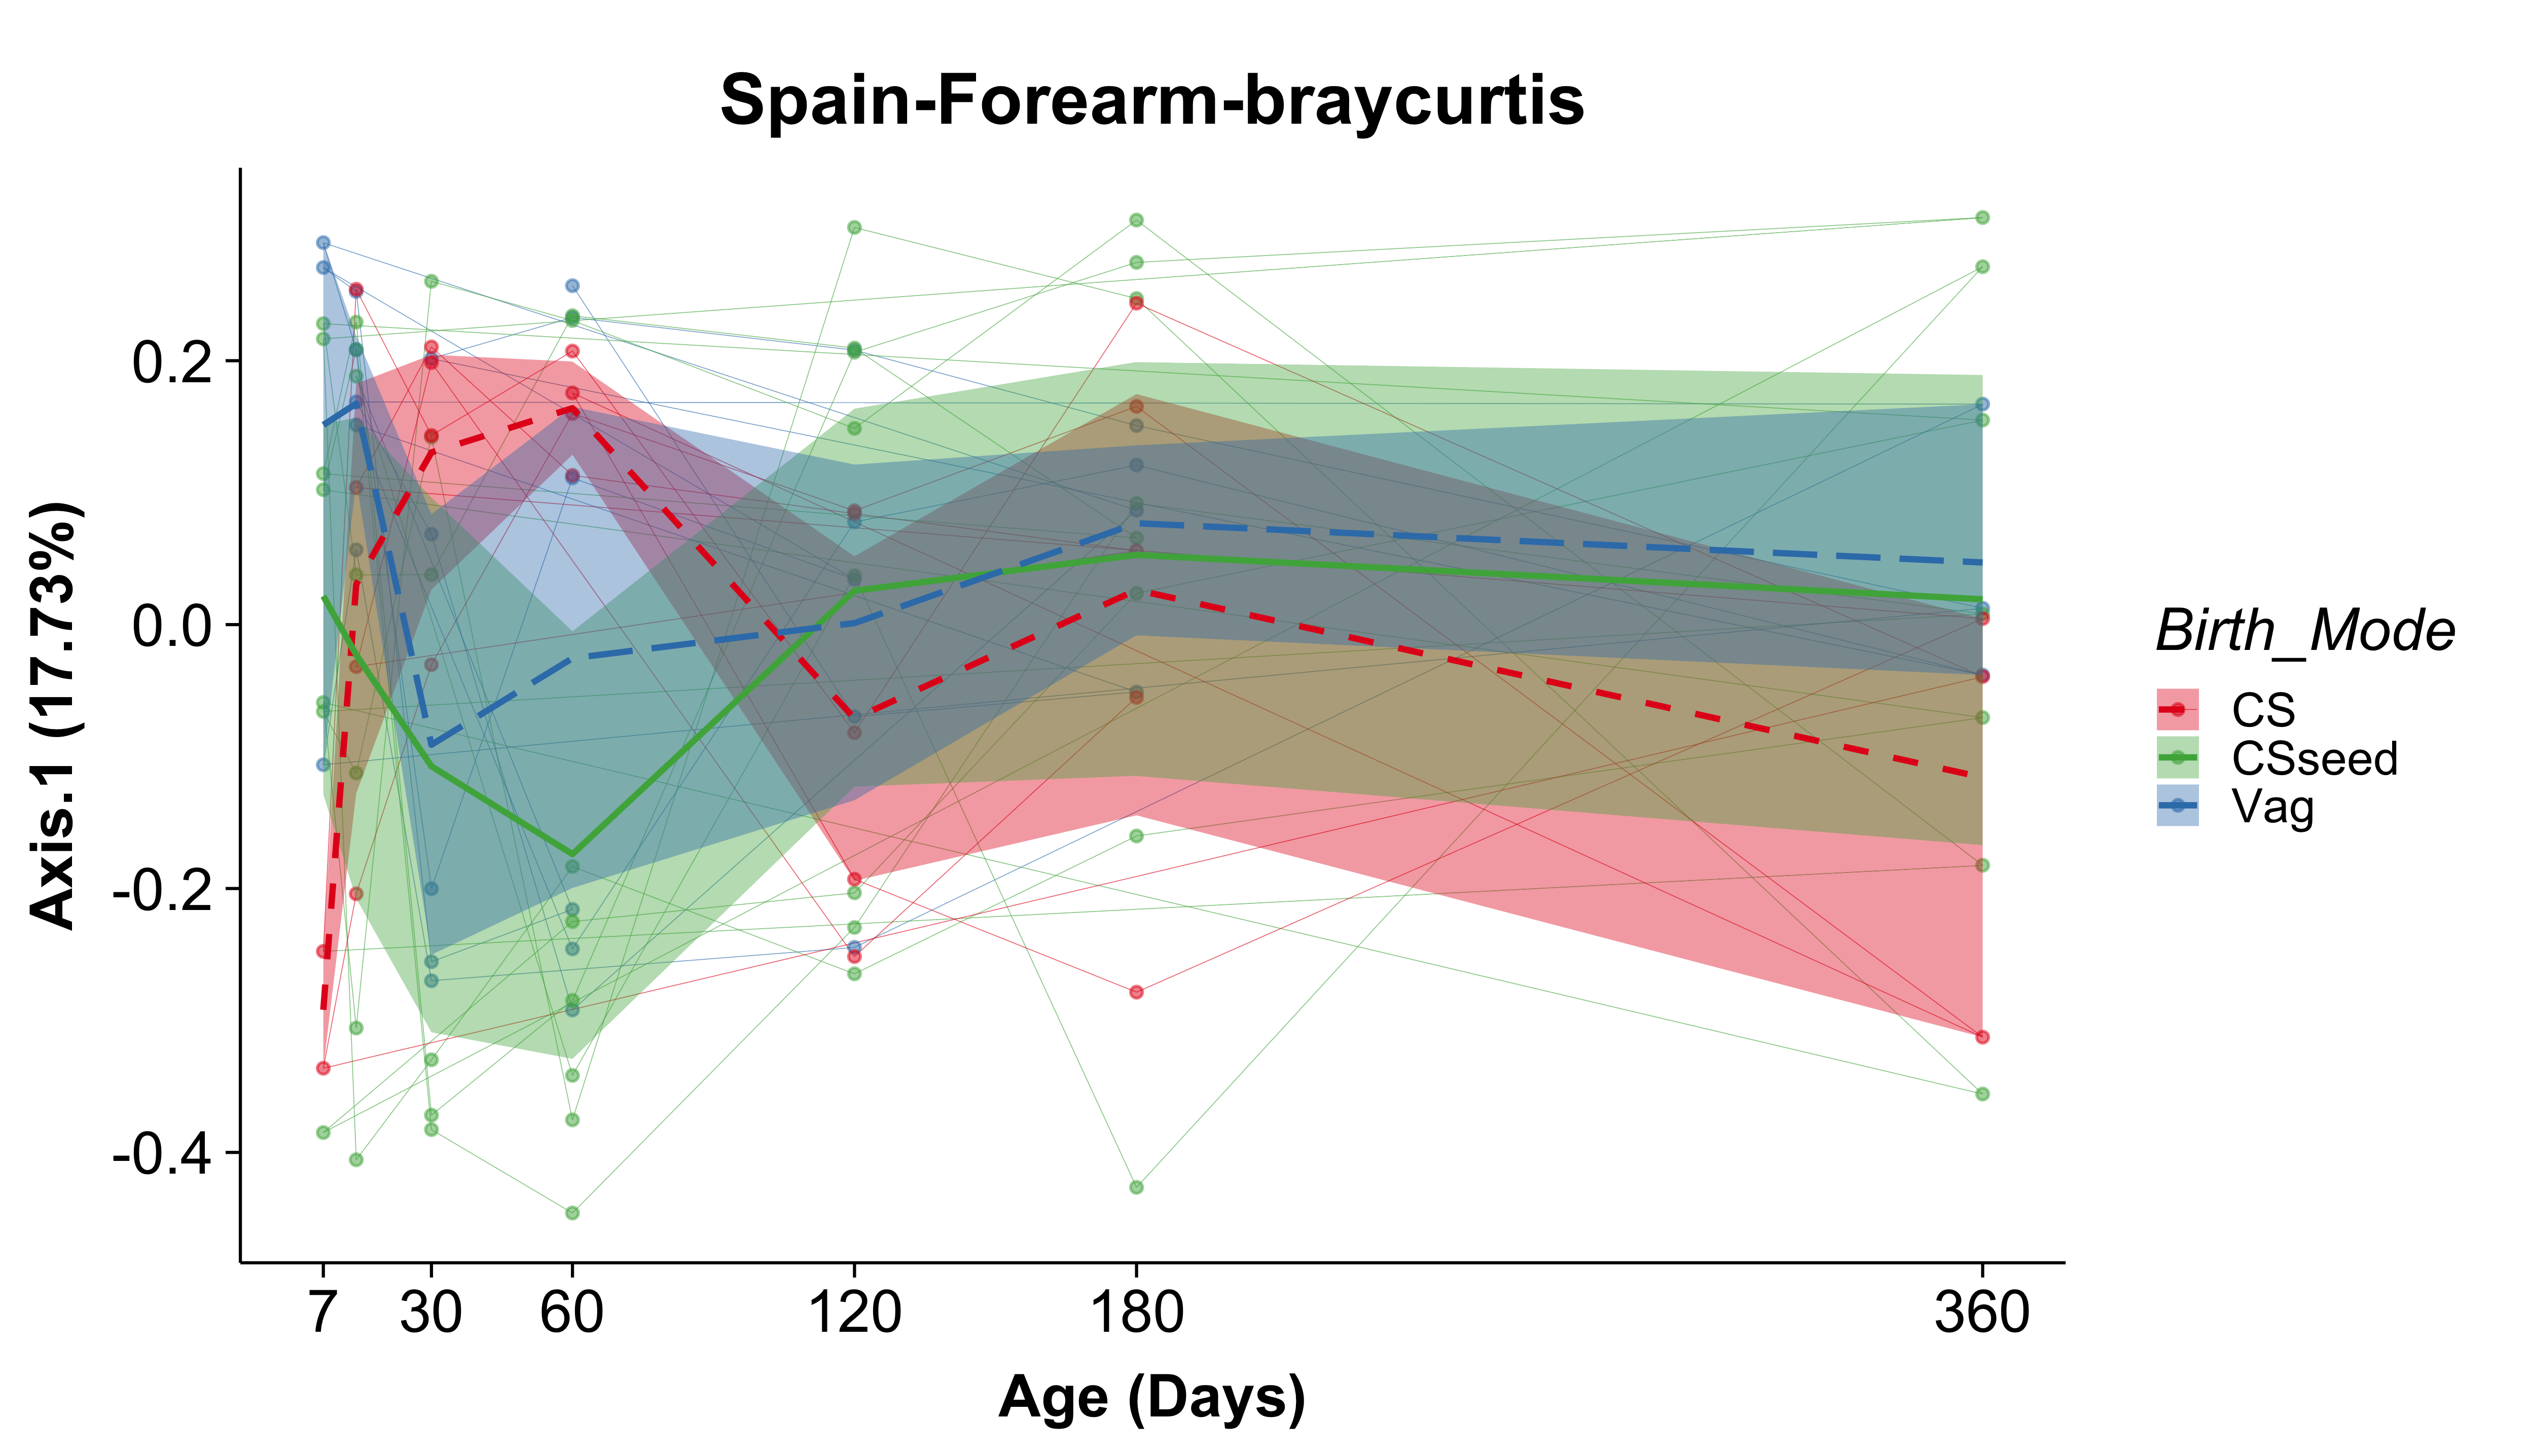 Spain-Forearm-braycurtis
Axis.1 (17.73%)
0.2
0.0
-0.2
-0.4
7 30 60 120 180 360
Age (Days)
Birth_Mode
CS
CSseed
Vag